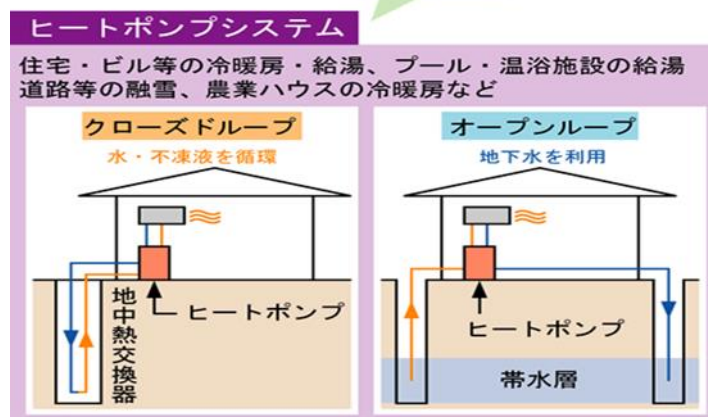 ヒートポンプシステム
住宅・ビル等の冷暖房・給湯、プール・温浴施設の給湯
道路等の融雪、農業ハウスの冷暖房など
クローズドループ
水・不凍液を循環
地中熱交換器
ヒートポンプ
オープンループ
地下水を利用
ヒートポンプ
帯水層